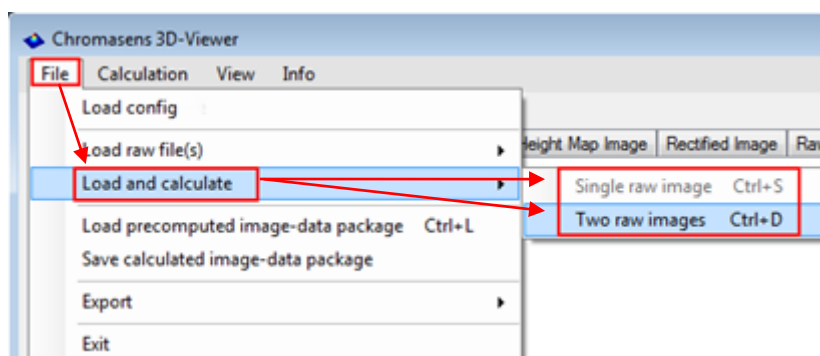 Chromasens 3D-Viewer
File Calculation View Info
Load config
Load raw file(s)
Height Map Image Rectified Image Raw
Load and calculate
Single raw image Ctrl+S
Two raw images Ctrl+D
Load precomputed image-data package Ctrl+L
Save calculated image-data package
Export
Exit